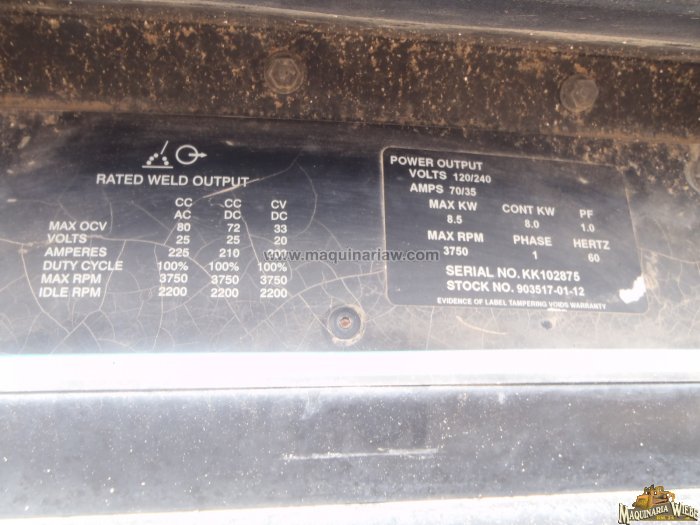 RATED WELD OUTPUT
CC CC CV
AC DC DC
MAX OCV 80 72 33
VOLTS 25 25 20
AMPERES 225 210
DUTY CYCLE 100% 100% 100%
MAX RPM 3750 3750 3750
IDLE RPM 2200 2200 2200
POWER OUTPUT
VOLTS 120/240
AMPS 70/35
MAX KW CONT KW PF
8.5 8.0 1.0
MAX RPM PHASE HERTZ
3750 1 60
SERIAL NO. KK102875
STOCK NO. 903517-01-12
EVIDENCE OF LABEL TAMPERING VOIDS WARRANTY
www.maquinariaw.com
MAQUINARIA WIEBE